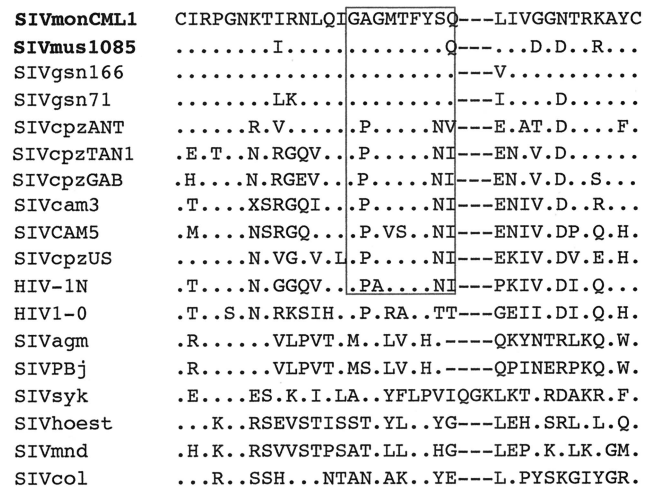 SIVmonCML1 CIRPGNKTIRNLQIGAGMTFYSQ---LIVGGNTRKAYC
SIVmus1085 ........I.............Q---...D.D..R...
SIVgsn166 .......................---V...........
SIVgsn71 ........LK.............---I....D......
SIVcpzANT ......R.V......P.....NV---E.AT.D....F.
SIVcpzTAN1 .E.T..N.RGQV...P.....NI---EN.V.D......
SIVcpzGAB .H....N.RGEV...P.....NI---EN.V.D..S...
SIVcam3 .T....XSRGQI...P.....NI---ENIV.D..R...
SIVCAM5 .M....NSRGQ....P.VS..NI---EKIV.DP.Q.H.
SIVcpzUS ......N.VG.V.L.P.....NI---EKIV.DV.E.H.
HIV-1N .T....N.GGQV...PA....NI---PKIV.DI.Q...
HIV1-0 .T..S.N.RKSIH..P.RA..TT---GEII.DI.Q.H.
SIVagm .R......VLPVT.M..LV.H.----QKYNTRLKQ.W.
SIVPBj .R......VLPVT.MS.LV.H.----QPINERPKQ.W.
SIVsyk .E....ES.K.I.LA..YFLPVIQGKLKT.RDAKR.F.
SIVhoest ...K..RSEVSTISST.YL..YG---LEH.SRL.L.Q.
SIVmnd .H.K..RSVVSTPSAT.LL..HG---LEP.K.LK.GM.
SIVcol ...R..SSH...NTAN.AK..YE---L.PYSKGIYGR.